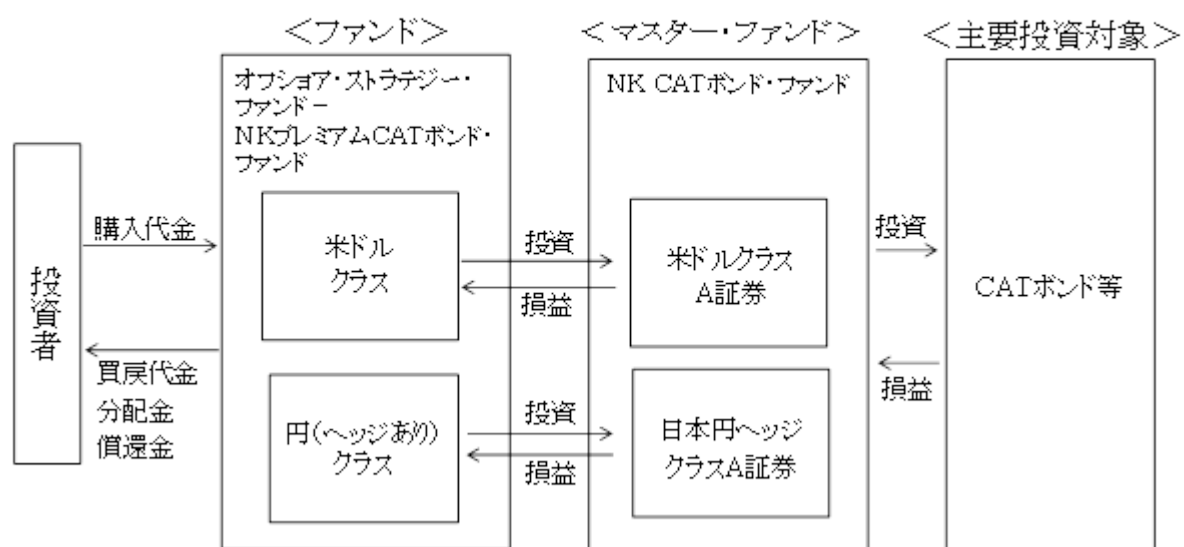 ＜ファンド＞
＜マスター・ファンド＞
＜主要投資対象＞
オフショア・ストラテジー・
ファンド－
NKプレミアムCATボンド・
ファンド
NK CATボンド・ファンド
投資者
購入代金
買戻代金
分配金
償還金
米ドル
クラス
投資
損益
米ドルクラス
A証券
投資
CATボンド等
損益
円(ヘッジあり)
クラス
投資
損益
日本円ヘッジ
クラスA証券